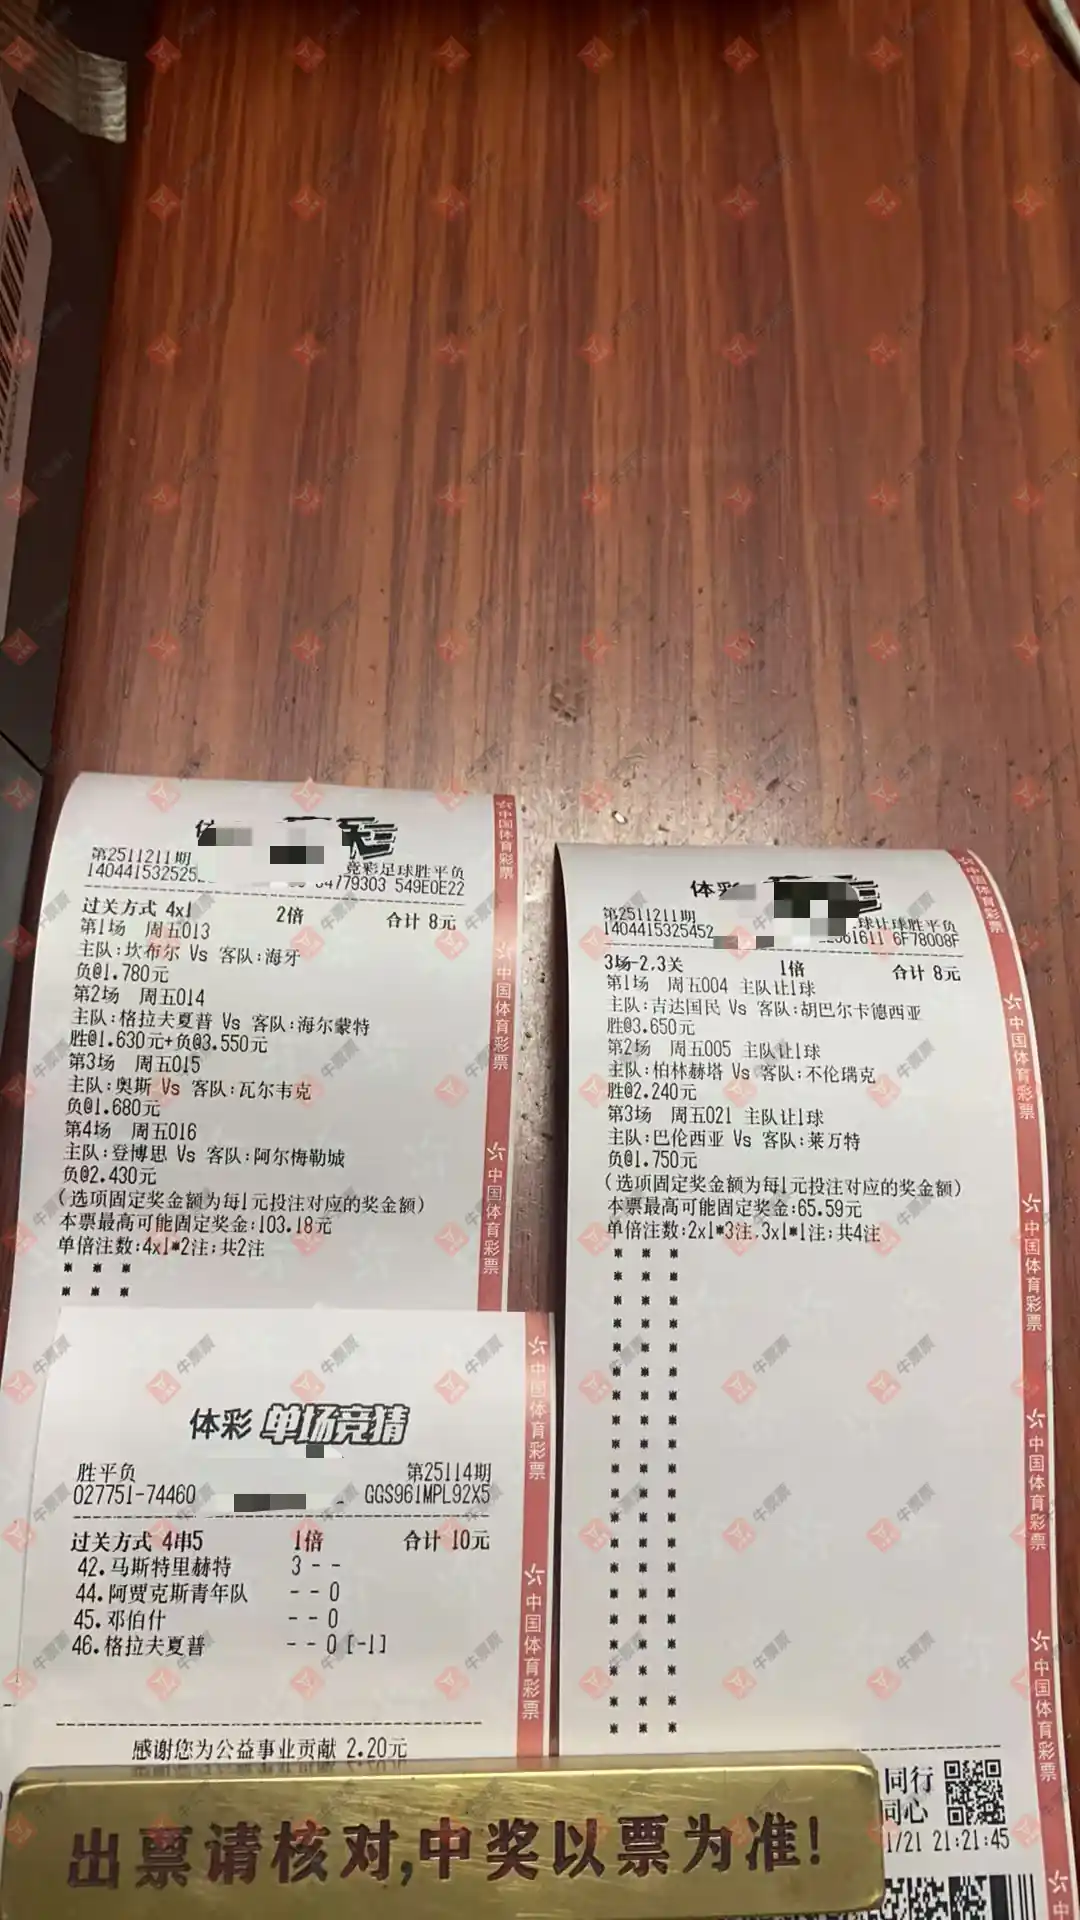 第2511211期
竞彩足球胜平负
14044153252
34779303 549E0E22
过关方式 4x1 2倍 合计 8元
第1场 周五013
主队:坎布尔 Vs 客队:海牙
负@1.780元
第2场 周五014
主队:格拉夫夏普 Vs 客队:海尔蒙特
胜@1.630元+负@3.550元
第3场 周五015
主队:奥斯 Vs 客队:瓦尔韦克
负@1.680元
第4场 周五016
主队:登博思 Vs 客队:阿尔梅勒城
负@2.430元
(选项固定奖金额为每1元投注对应的奖金额)
本票最高可能固定奖金:103.18元
单倍注数:4x1*2注;共2注
* * *
* * *
体彩 单场竞猜
胜平负 第25114期
027751-74460 GGS961MPL92X5
过关方式 4串5 1倍 合计 10元
42.马斯特里赫特 3 - -
44.阿贾克斯青年队 - - 0
45.邓伯什 - - 0
46.格拉夫夏普 - - 0 [-1]
感谢您为公益事业贡献 2.20元
体彩
第2511211期
球让球胜平负
1404415325452
61611 6F78008F
3场-2.3关 1倍 合计 8元
第1场 周五004 主队让1球
主队:吉达国民 Vs 客队:胡巴尔卡德西亚
胜@3.650元
第2场 周五005 主队让1球
主队:柏林赫塔 Vs 客队:不伦瑞克
胜@2.240元
第3场 周五021 主队让1球
主队:巴伦西亚 Vs 客队:莱万特
负@1.750元
(选项固定奖金额为每1元投注对应的奖金额)
本票最高可能固定奖金:65.59元
单倍注数:2x1*3注,3x1*1注;共4注
同行
同心
1/21 21:21:45
中国体育彩票
出票请核对,中奖以票为准!
牛票票